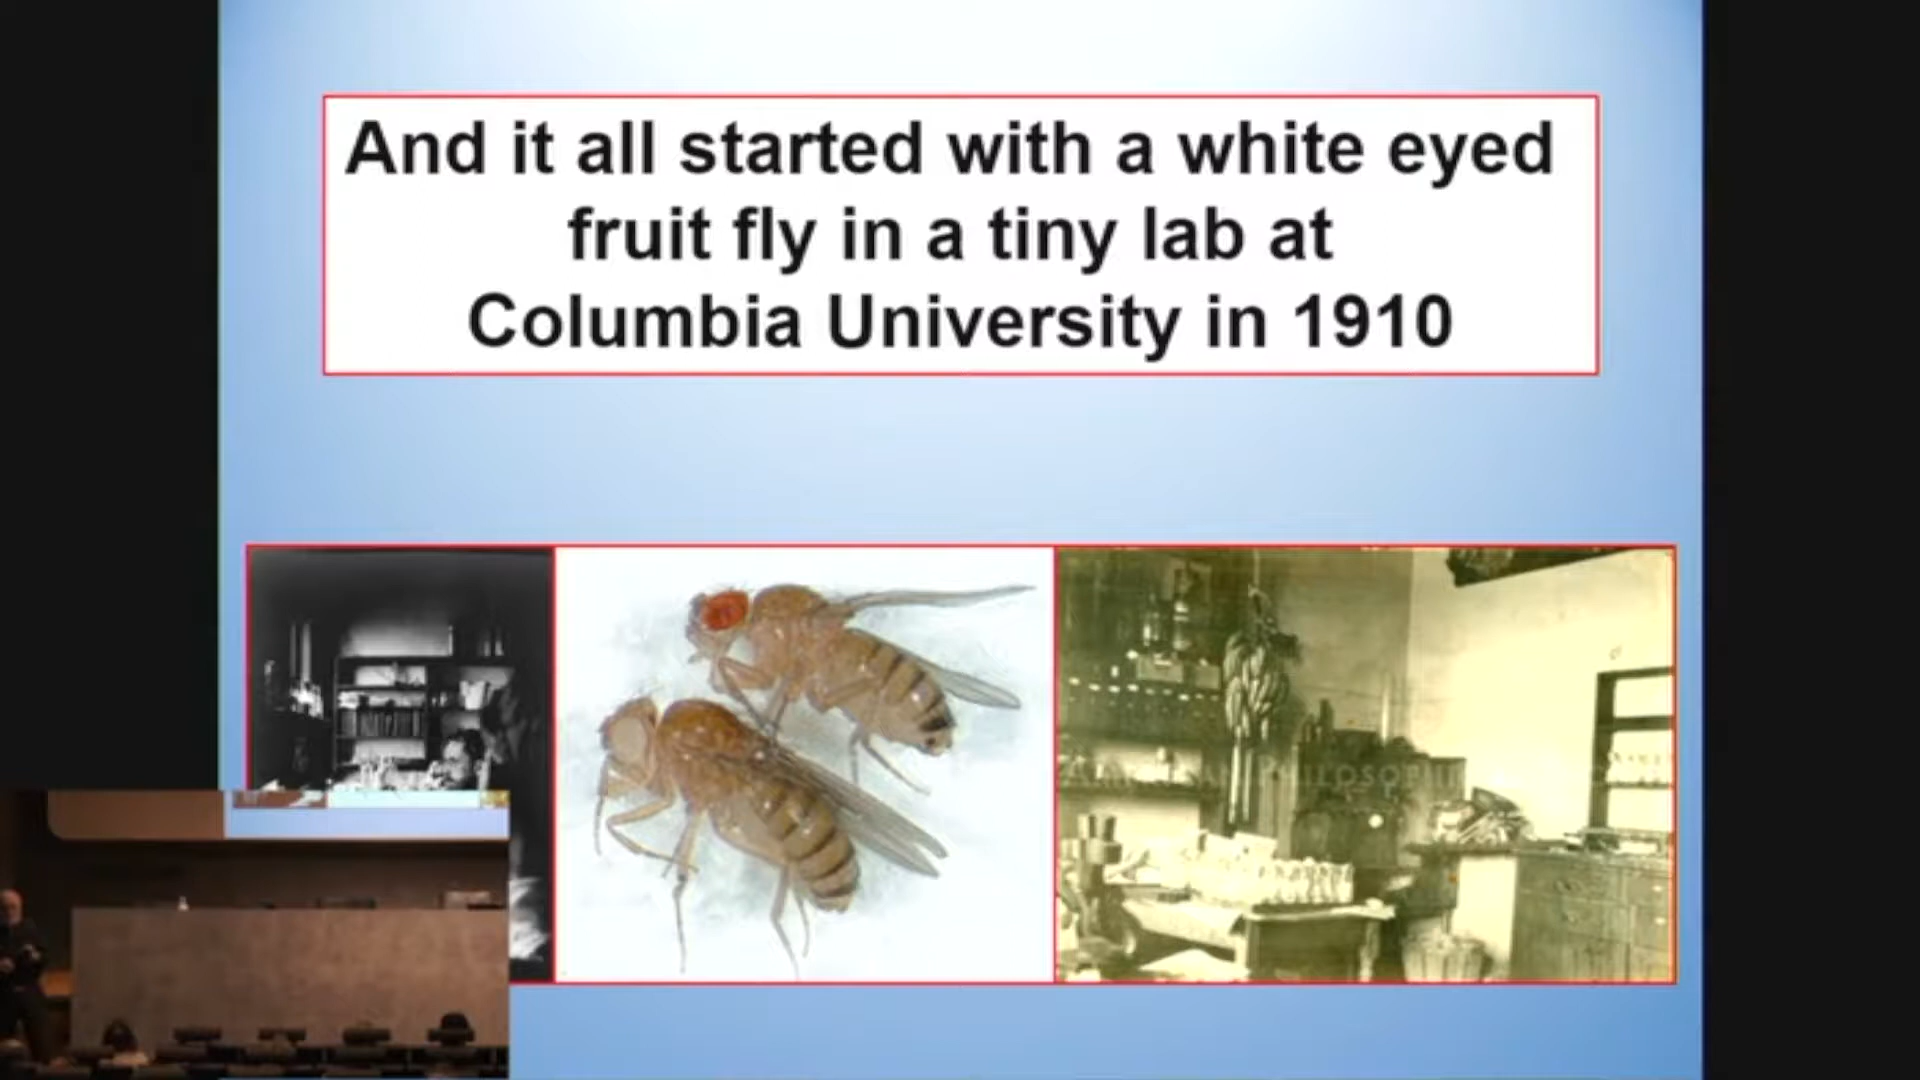 And it all started with a white eyed
fruit fly in a tiny lab at
Columbia University in 1910